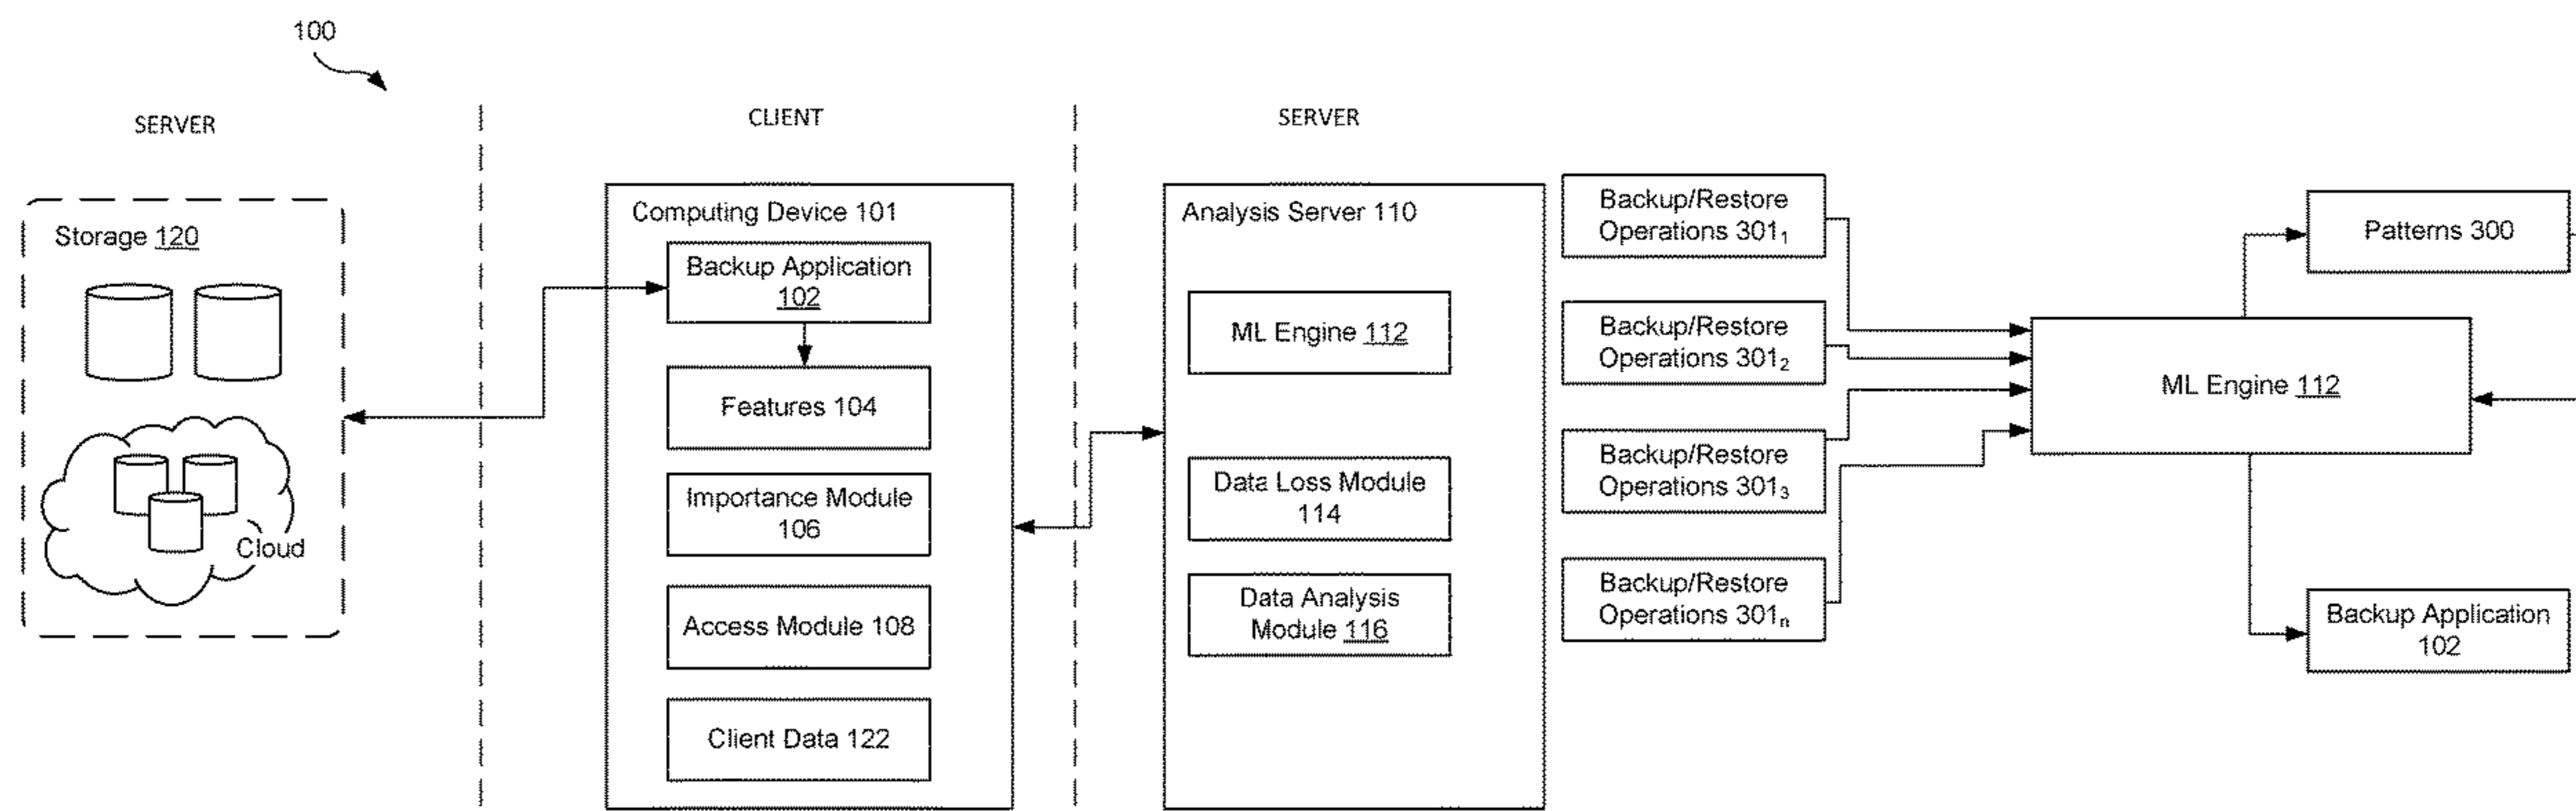 100
SERVER
CLIENT
SERVER
Storage 120
Cloud
Computing Device 101
Backup Application
102
Features 104
Importance Module
106
Access Module 108
Client Data 122
Analysis Server 110
ML Engine 112
Data Loss Module
114
Data Analysis
Module 116
Backup/Restore
Operations 301₁
Backup/Restore
Operations 301₂
Backup/Restore
Operations 301₃
Backup/Restore
Operations 301ₙ
ML Engine 112
Patterns 300
Backup Application
102